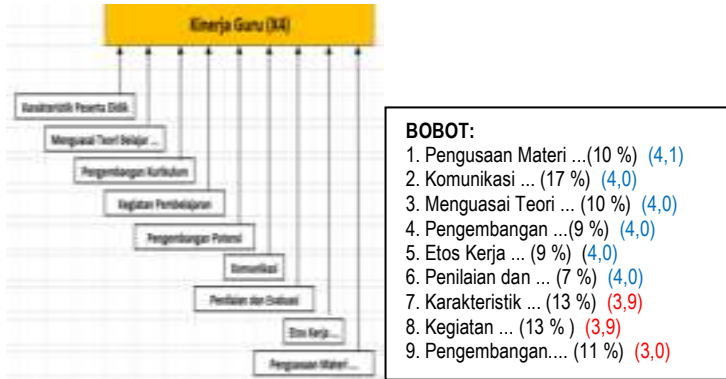 Kinerja Guru (X4)
Karakteristik Peserta Didik
Menguasai Teori Belajar ...
Pengembangan Kurikulum
Kegiatan Pembelajaran
Pengembangan Potensi
Komunikasi
Penilaian dan Evaluasi
Etos Kerja ...
Penguasaan Materi ...
BOBOT:
1. Pengusaan Materi ...(10 %) (4,1)
2. Komunikasi ... (17 %) (4,0)
3. Menguasai Teori ... (10 %) (4,0)
4. Pengembangan ...(9 %) (4,0)
5. Etos Kerja ... (9 %) (4,0)
6. Penilaian dan ... (7 %) (4,0)
7. Karakteristik ... (13 %) (3,9)
8. Kegiatan ... (13 % ) (3,9)
9. Pengembangan.... (11 %) (3,0)